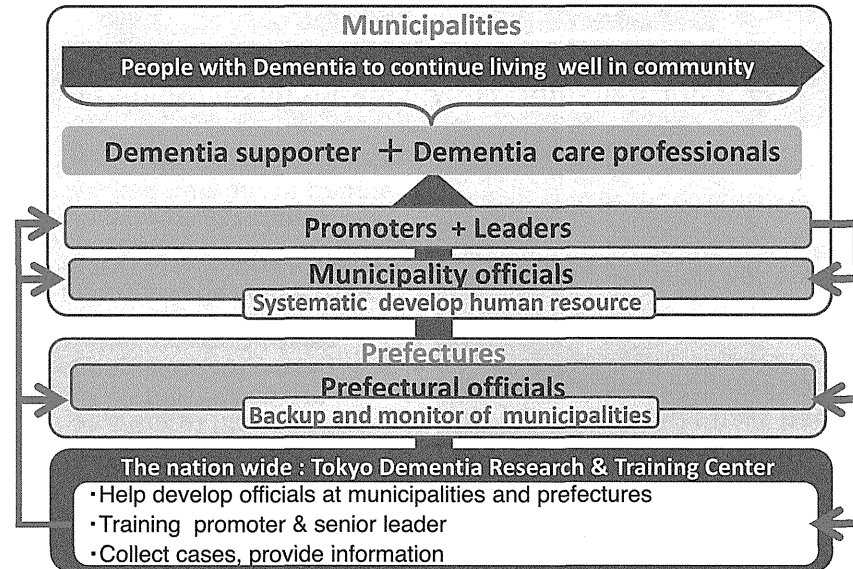 Municipalities
People with Dementia to continue living well in community
Dementia supporter + Dementia care professionals
Promoters + Leaders
Municipality officials
Systematic develop human resource
Prefectures
Prefectural officials
Backup and monitor of municipalities
The nation wide : Tokyo Dementia Research & Training Center
・Help develop officials at municipalities and prefectures
・Training promoter & senior leader
・Collect cases, provide information